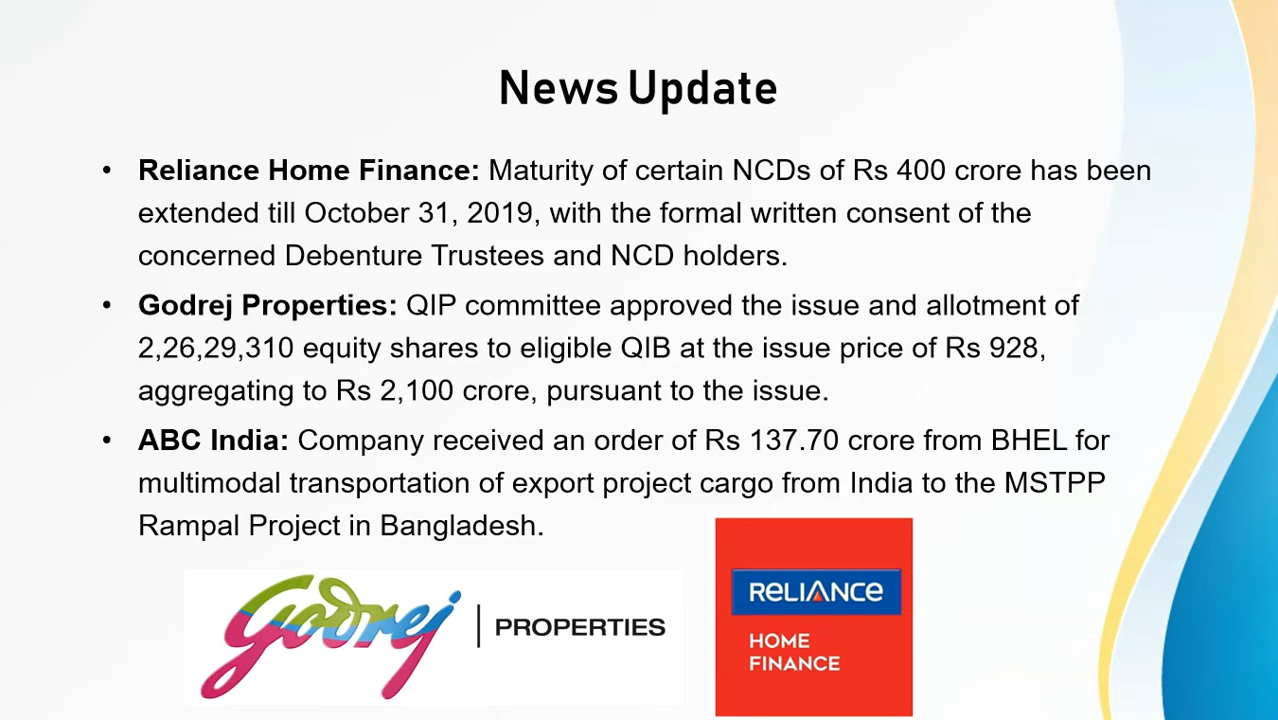 News Update
• Reliance Home Finance: Maturity of certain NCDs of Rs 400 crore has been
extended till October 31, 2019, with the formal written consent of the
concerned Debenture Trustees and NCD holders.
• Godrej Properties: QIP committee approved the issue and allotment of
2,26,29,310 equity shares to eligible QIB at the issue price of Rs 928,
aggregating to Rs 2,100 crore, pursuant to the issue.
• ABC India: Company received an order of Rs 137.70 crore from BHEL for
multimodal transportation of export project cargo from India to the MSTPP
Rampal Project in Bangladesh.
Godrej | PROPERTIES
RELIANCE
HOME
FINANCE